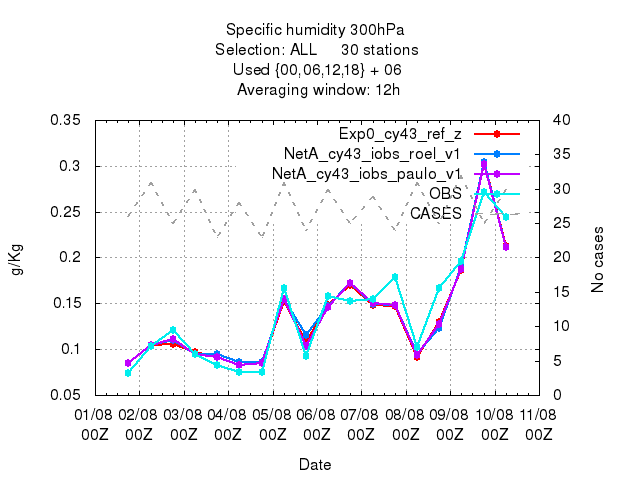 Specific humidity 300hPa
Selection: ALL 30 stations
Used {00,06,12,18} + 06
Averaging window: 12h
0.35
0.3
0.25
0.2
0.15
0.1
0.05
g/Kg
40
35
30
25
20
15
10
5
0
No cases
Exp0_cy43_ref_z
NetA_cy43_iobs_roel_v1
NetA_cy43_iobs_paulo_v1
OBS
CASES
01/08 02/08 03/08 04/08 05/08 06/08 07/08 08/08 09/08 10/08 11/08
00Z 00Z 00Z 00Z 00Z 00Z 00Z 00Z 00Z 00Z 00Z
Date